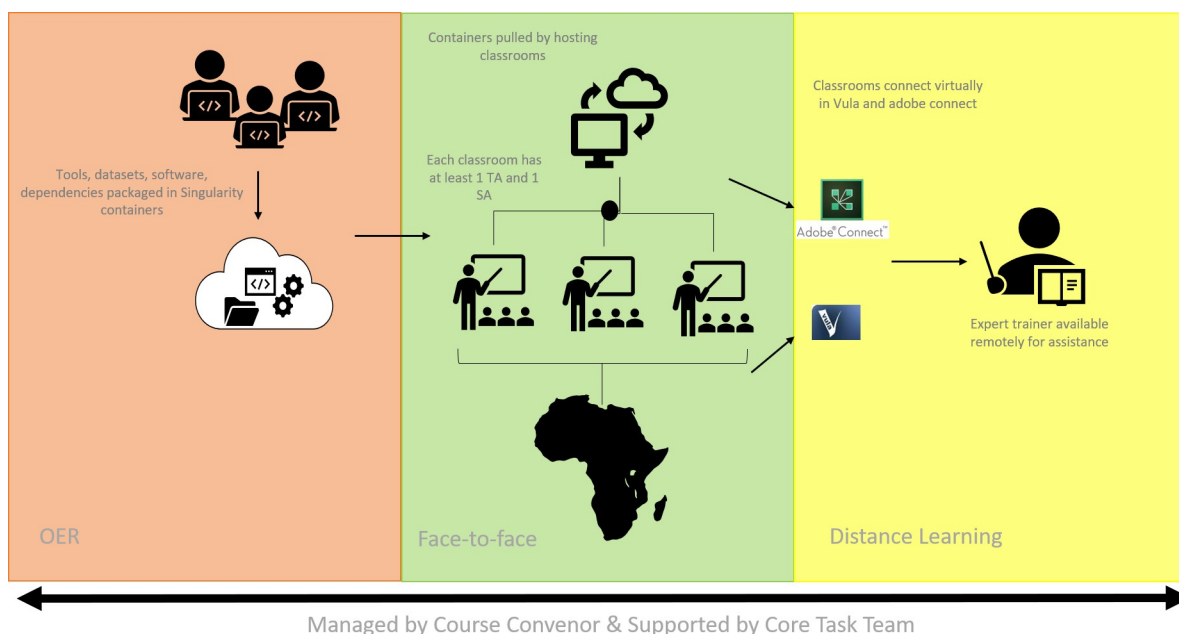 Tools, datasets, software,
dependencies packaged in Singularity
containers
OER
Containers pulled by hosting
classrooms
Each classroom has
at least 1 TA and 1
SA
Face-to-face
Classrooms connect virtually
in Vula and adobe connect
Adobe® Connect™
vula
Expert trainer available
remotely for assistance
Distance Learning
Managed by Course Convenor & Supported by Core Task Team